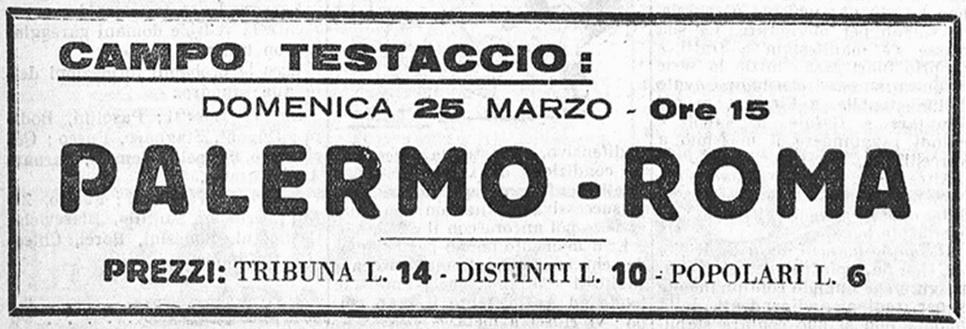 CAMPO TESTACCIO:
DOMENICA 25 MARZO - Ore 15
PALERMO - ROMA
PREZZI: TRIBUNA L. 14 - DISTINTI L. 10 - POPOLARI L. 6